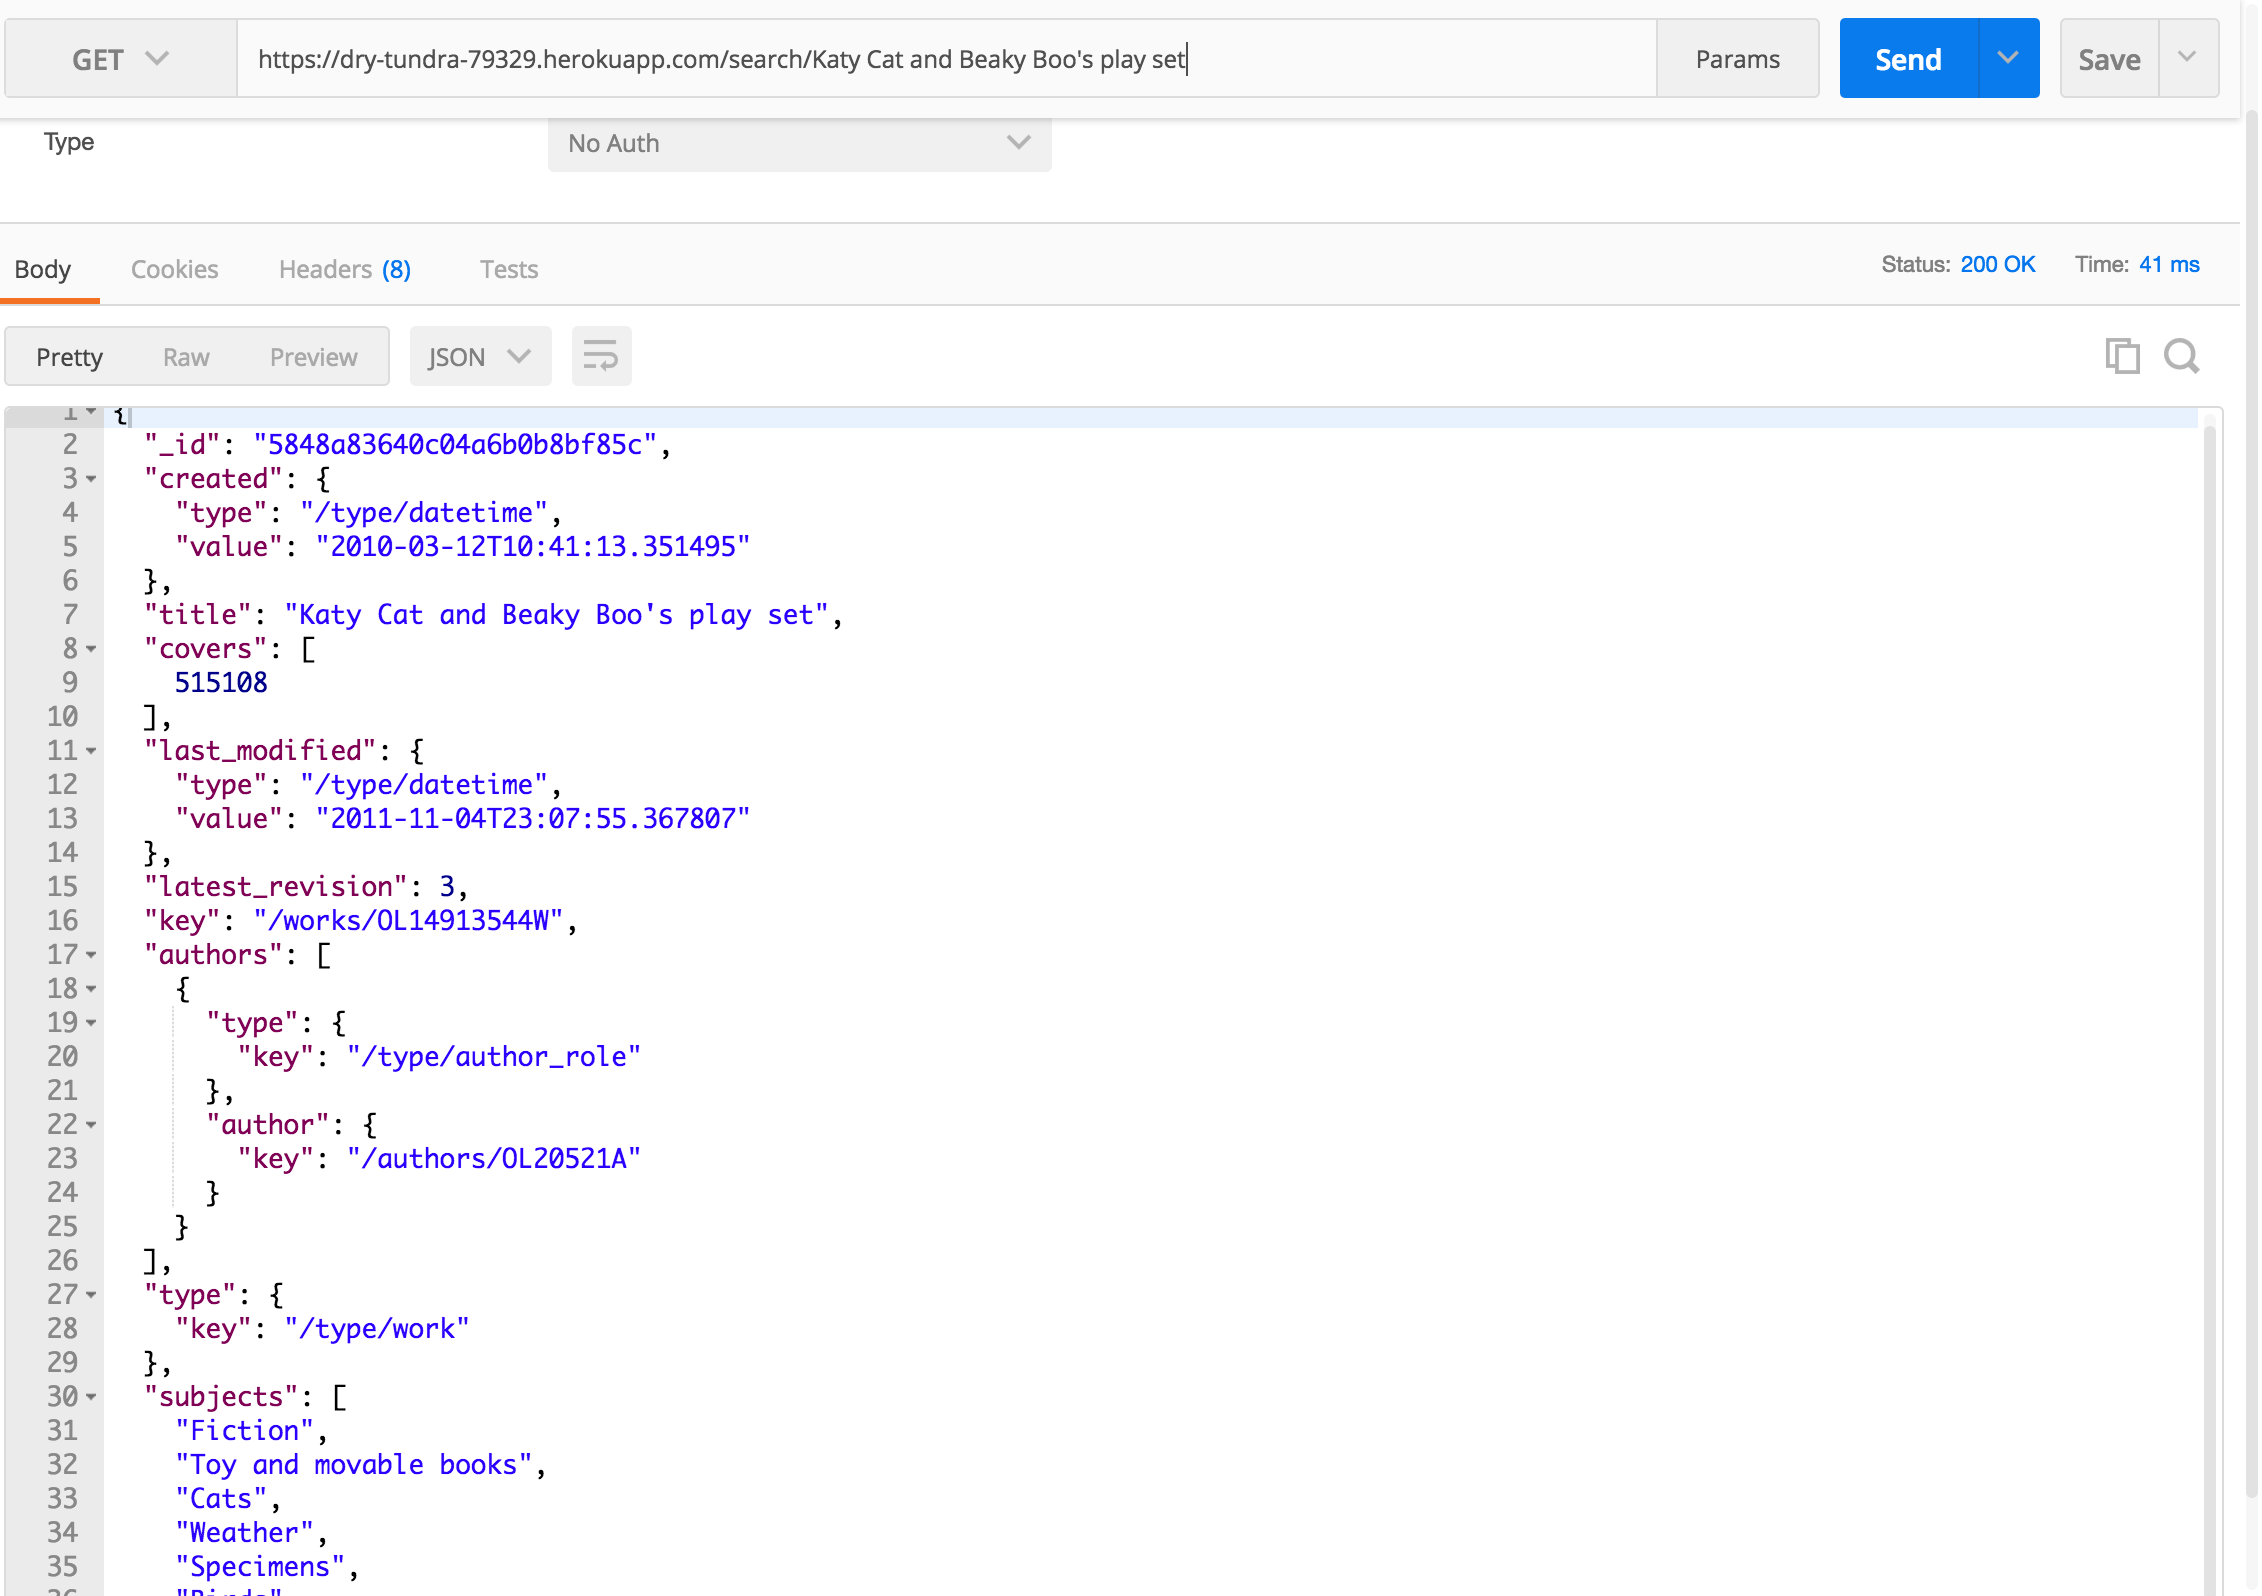 GET https://dry-tundra-79329.herokuapp.com/search/Katy Cat and Beaky Boo's play set Params Send Save
Type No Auth
Body Cookies Headers (8) Tests Status: 200 OK Time: 41 ms
Pretty Raw Preview JSON
1 {
2 "_id": "5848a83640c04a6b0b8bf85c",
3 "created": {
4 "type": "/type/datetime",
5 "value": "2010-03-12T10:41:13.351495"
6 },
7 "title": "Katy Cat and Beaky Boo's play set",
8 "covers": [
9 515108
10 ],
11 "last_modified": {
12 "type": "/type/datetime",
13 "value": "2011-11-04T23:07:55.367807"
14 },
15 "latest_revision": 3,
16 "key": "/works/OL14913544W",
17 "authors": [
18 {
19 "type": {
20 "key": "/type/author_role"
21 },
22 "author": {
23 "key": "/authors/OL20521A"
24 }
25 }
26 ],
27 "type": {
28 "key": "/type/work"
29 },
30 "subjects": [
31 "Fiction",
32 "Toy and movable books",
33 "Cats",
34 "Weather",
35 "Specimens",